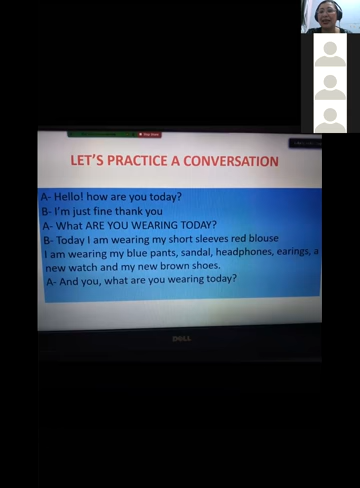 LET'S PRACTICE A CONVERSATION
A- Hello! how are you today?
B- I'm just fine thank you
A- What ARE YOU WEARING TODAY?
B- Today I am wearing my short sleeves red blouse
I am wearing my blue pants, sandal, headphones, earings, a
new watch and my new brown shoes.
A- And you, what are you wearing today?
DELL